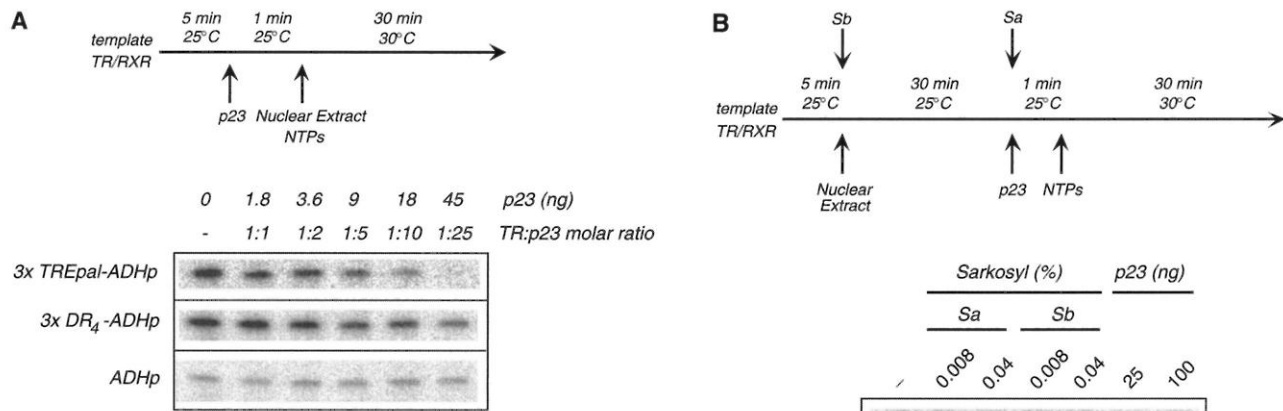 A
5 min 1 min 30 min
25°C 25°C 30°C
template
TR/RXR
p23 Nuclear Extract
NTPs
0 1.8 3.6 9 18 45 p23 (ng)
- 1:1 1:2 1:5 1:10 1:25 TR:p23 molar ratio
3x TREpal-ADHp
3x DR4-ADHp
ADHp
B
Sb Sa
5 min 30 min 1 min 30 min
25°C 25°C 25°C 30°C
template
TR/RXR
Nuclear
Extract
p23 NTPs
Sarkosyl (%) p23 (ng)
Sa Sb
- 0.008 0.04 0.008 0.04 25 100